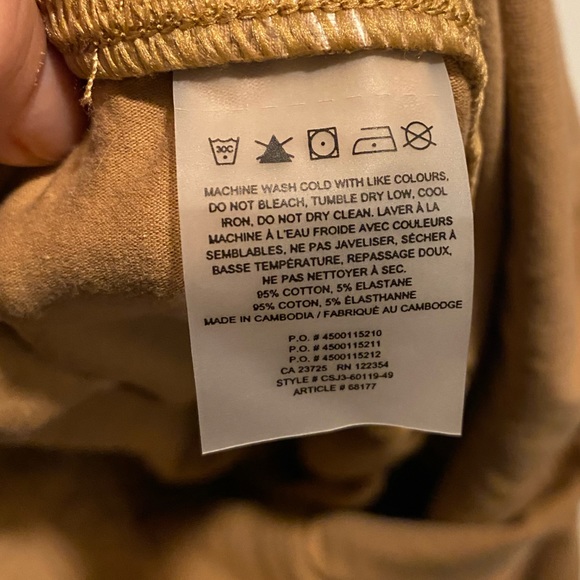 30C
MACHINE WASH COLD WITH LIKE COLOURS,
DO NOT BLEACH, TUMBLE DRY LOW, COOL
IRON, DO NOT DRY CLEAN. LAVER À LA
MACHINE À L'EAU FROIDE AVEC COULEURS
SEMBLABLES, NE PAS JAVELISER, SÉCHER À
BASSE TEMPÉRATURE, REPASSAGE DOUX,
NE PAS NETTOYER À SEC.
95% COTTON, 5% ELASTANE
95% COTON, 5% ÉLASTHANNE
MADE IN CAMBODIA / FABRIQUÉ AU CAMBODGE
P.O. # 4500115210
P.O. # 4500115211
P.O. # 4500115212
CA 23725 RN 122354
STYLE # CSJ3-60119-49
ARTICLE # 68177